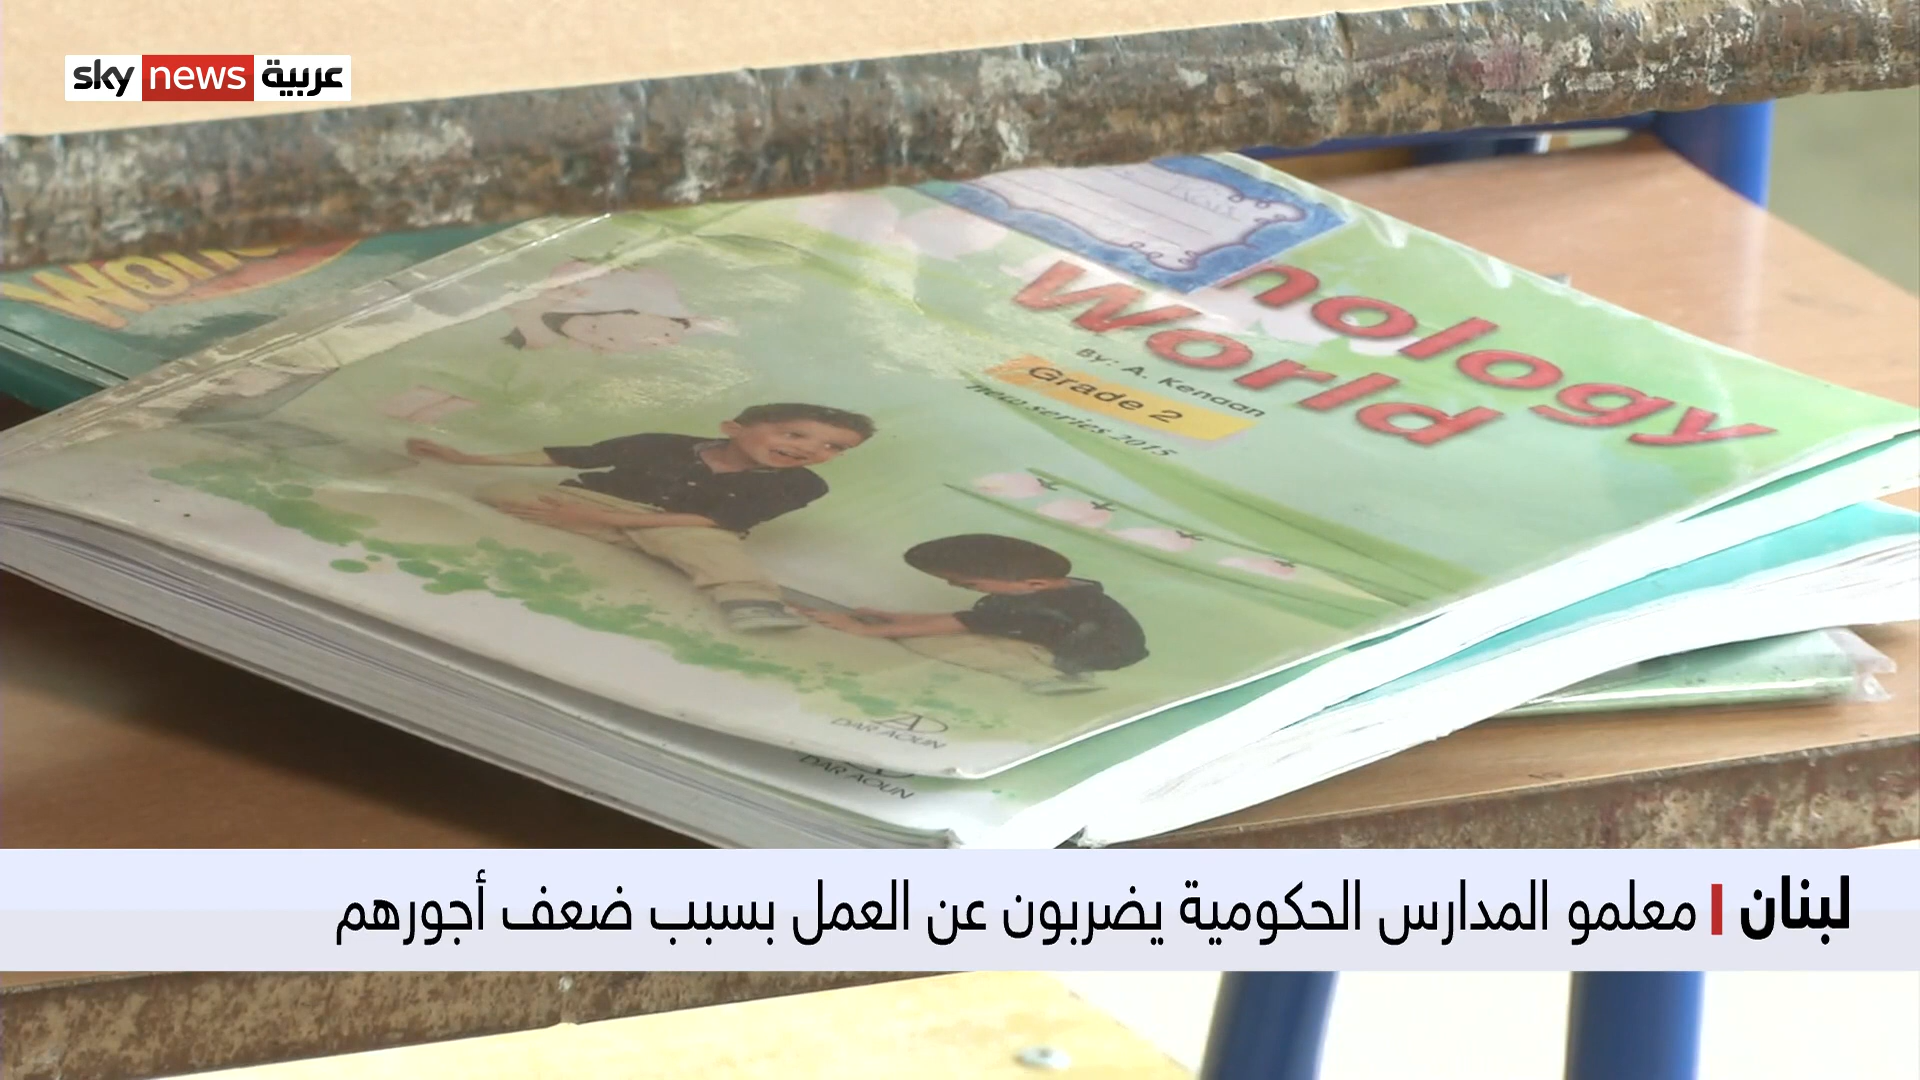 sky news عربية
nology
World
By: A. Kenaan
Grade 2
new series 2015
DAR AOUN
DAR AOUN
لبنان | معلمو المدارس الحكومية يضربون عن العمل بسبب ضعف أجورهم